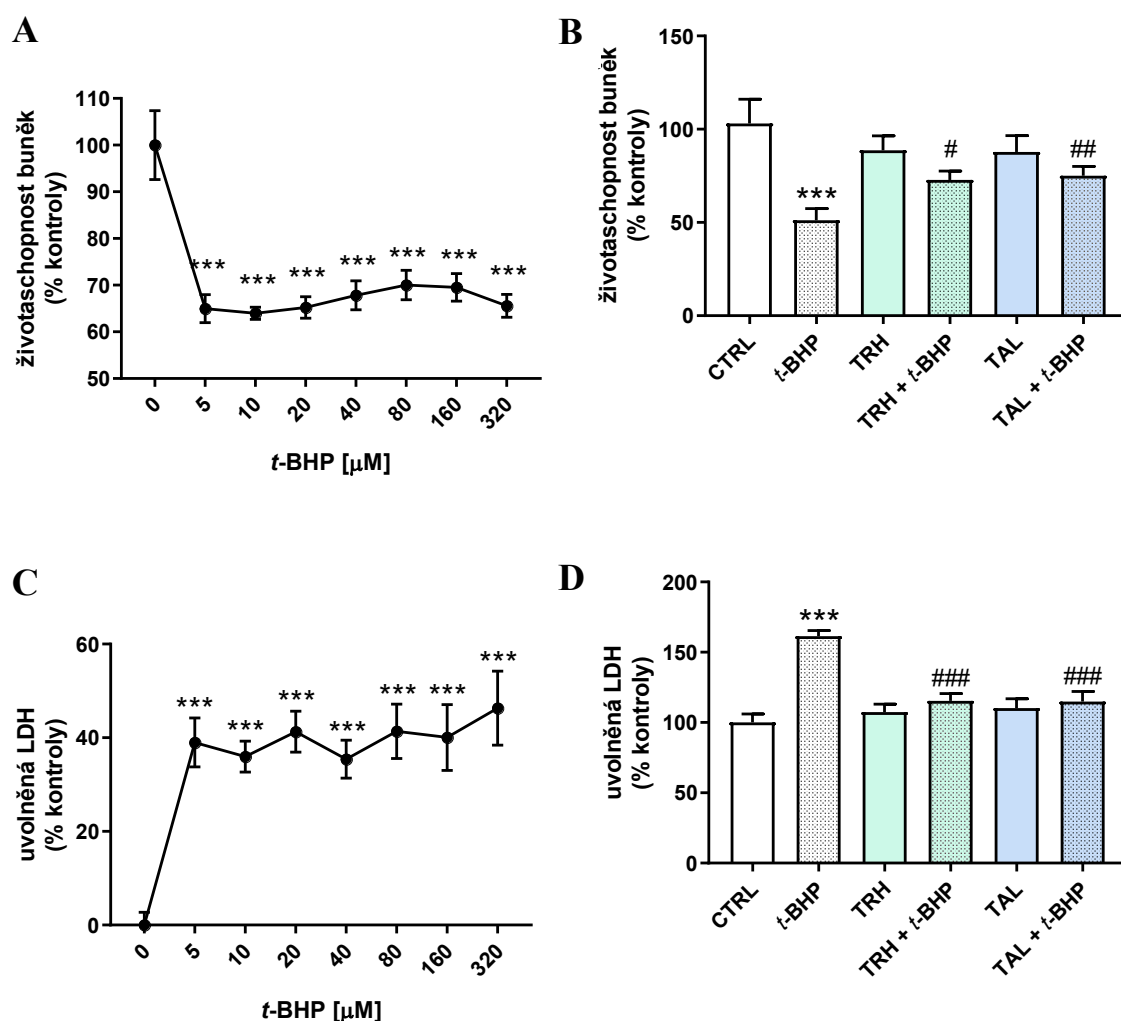 A
životaschopnost buněk
(% kontroly)
110
100
90
80
70
60
50
***
***
***
***
***
***
***
0
5
10
20
40
80
160
320
t-BHP [μM]
B
životaschopnost buněk
(% kontroly)
150
100
50
0
***
#
##
CTRL
t-BHP
TRH
TRH + t-BHP
TAL
TAL + t-BHP
C
uvolněná LDH
(% kontroly)
60
40
20
0
***
***
***
***
***
***
***
0
5
10
20
40
80
160
320
t-BHP [μM]
D
uvolněná LDH
(% kontroly)
200
150
100
50
0
***
###
###
CTRL
t-BHP
TRH
TRH + t-BHP
TAL
TAL + t-BHP